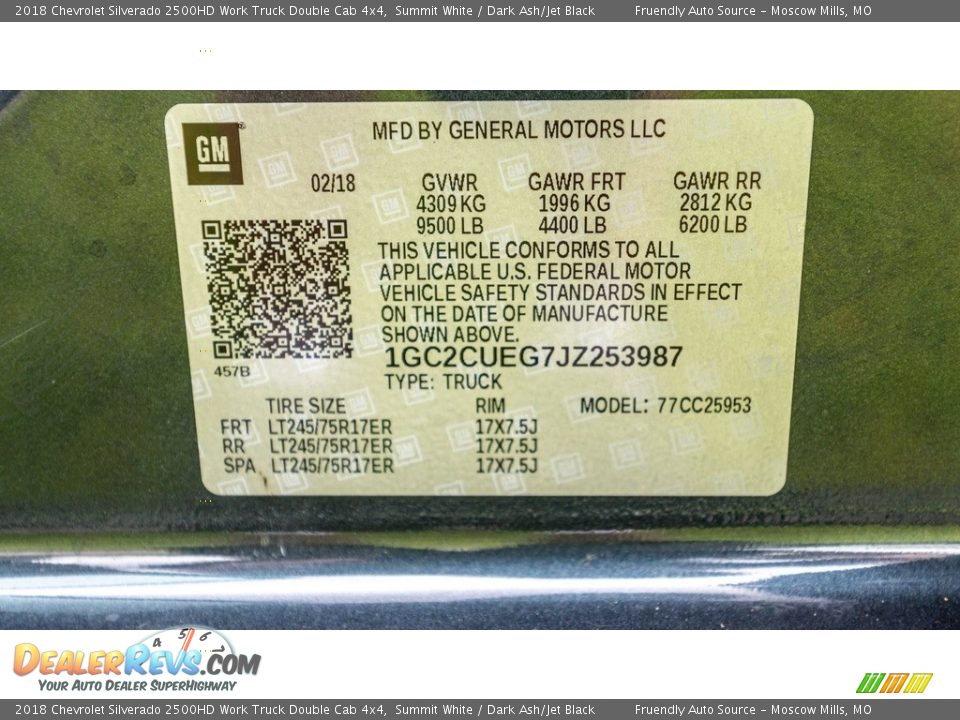 2018 Chevrolet Silverado 2500HD Work Truck Double Cab 4x4, Summit White / Dark Ash/Jet Black Fruendly Auto Source - Moscow Mills, MO
GM
MFD BY GENERAL MOTORS LLC
02/18 GVWR GAWR FRT GAWR RR
4309 KG 1996 KG 2812 KG
9500 LB 4400 LB 6200 LB
THIS VEHICLE CONFORMS TO ALL
APPLICABLE U.S. FEDERAL MOTOR
VEHICLE SAFETY STANDARDS IN EFFECT
ON THE DATE OF MANUFACTURE
SHOWN ABOVE.
1GC2CUEG7JZ253987
457B
TYPE: TRUCK
TIRE SIZE RIM MODEL: 77CC25953
FRT LT245/75R17ER 17X7.5J
RR LT245/75R17ER 17X7.5J
SPA LT245/75R17ER 17X7.5J
4 5 6 7
DealerRevs.com
Your Auto Dealer SuperHighway
2018 Chevrolet Silverado 2500HD Work Truck Double Cab 4x4, Summit White / Dark Ash/Jet Black Fruendly Auto Source - Moscow Mills, MO